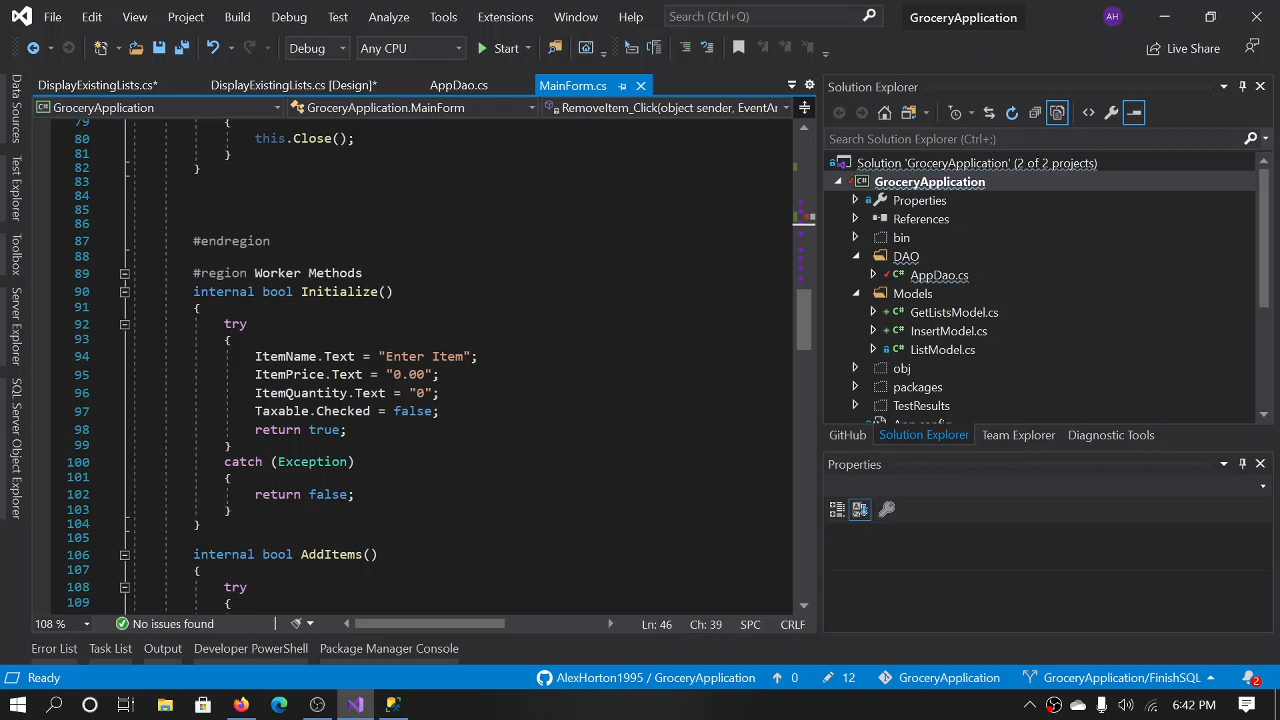 File Edit View Project Build Debug Test Analyze Tools Extensions Window Help Search (Ctrl+Q) GroceryApplication AH
Debug Any CPU Start Live Share
DisplayExistingLists.cs* DisplayExistingLists.cs [Design]* AppDao.cs MainForm.cs
GroceryApplication GroceryApplication.MainForm RemoveItem_Click(object sender, EventAr
79 {
80 this.Close();
81 }
82 }
83
84
85
86
87 #endregion
88
89 #region Worker Methods
90 internal bool Initialize()
91 {
92 try
93 {
94 ItemName.Text = "Enter Item";
95 ItemPrice.Text = "0.00";
96 ItemQuantity.Text = "0";
97 Taxable.Checked = false;
98 return true;
99 }
100 catch (Exception)
101 {
102 return false;
103 }
104 }
105
106 internal bool AddItems()
107 {
108 try
109 {
108 % No issues found Ln: 46 Ch: 39 SPC CRLF
Error List Task List Output Developer PowerShell Package Manager Console
Data Sources
Test Explorer
Toolbox
Server Explorer
SQL Server Object Explorer
Solution Explorer
Search Solution Explorer (Ctrl+;)
Solution 'GroceryApplication' (2 of 2 projects)
GroceryApplication
Properties
References
bin
DAO
AppDao.cs
Models
GetListsModel.cs
InsertModel.cs
ListModel.cs
obj
packages
TestResults
App.config
GitHub Solution Explorer Team Explorer Diagnostic Tools
Properties
Ready AlexHorton1995 / GroceryApplication 0 12 GroceryApplication GroceryApplication/FinishSQL 2
6:42 PM